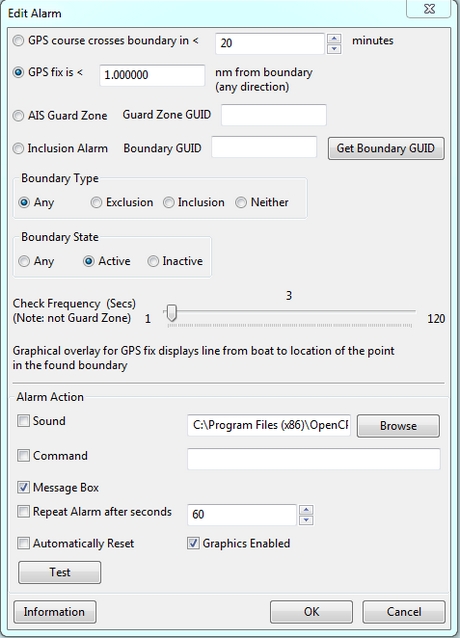 Edit Alarm
GPS course crosses boundary in < 20 minutes
GPS fix is < 1.000000 nm from boundary
(any direction)
AIS Guard Zone Guard Zone GUID
Inclusion Alarm Boundary GUID Get Boundary GUID
Boundary Type
Any Exclusion Inclusion Neither
Boundary State
Any Active Inactive
3
Check Frequency (Secs)
(Note: not Guard Zone) 1 120
Graphical overlay for GPS fix displays line from boat to location of the point
in the found boundary
Alarm Action
Sound C:\Program Files (x86)\OpenCP Browse
Command
Message Box
Repeat Alarm after seconds 60
Automatically Reset Graphics Enabled
Test
Information OK Cancel